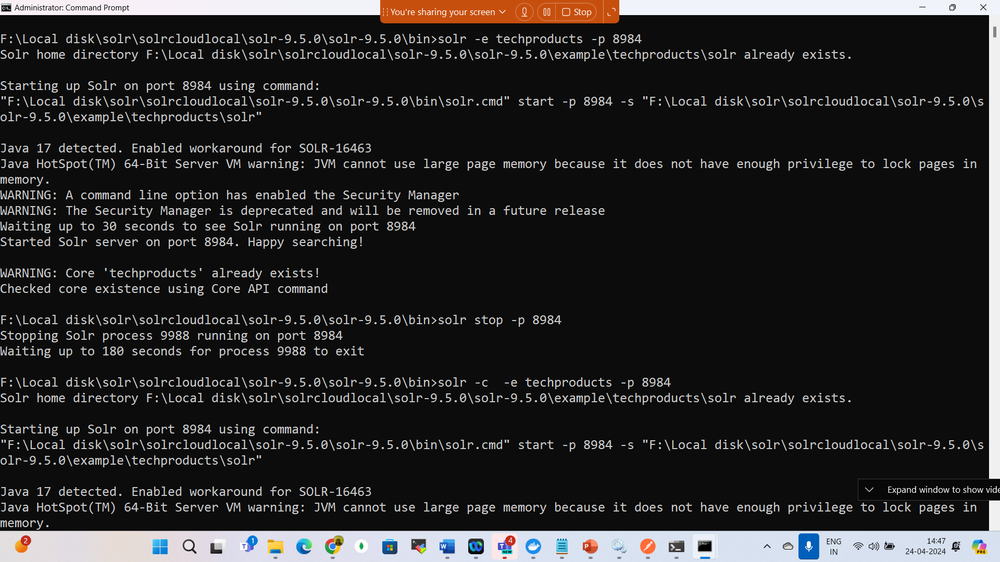 Administrator: Command Prompt
You're sharing your screen
Stop
F:\Local disk\solr\solrcloudlocal\solr-9.5.0\solr-9.5.0\bin>solr -e techproducts -p 8984
Solr home directory F:\Local disk\solr\solrcloudlocal\solr-9.5.0\solr-9.5.0\example\techproducts\solr already exists.
Starting up Solr on port 8984 using command:
"F:\Local disk\solr\solrcloudlocal\solr-9.5.0\solr-9.5.0\bin\solr.cmd" start -p 8984 -s "F:\Local disk\solr\solrcloudlocal\solr-9.5.0\s
olr-9.5.0\example\techproducts\solr"
Java 17 detected. Enabled workaround for SOLR-16463
Java HotSpot(TM) 64-Bit Server VM warning: JVM cannot use large page memory because it does not have enough privilege to lock pages in
memory.
WARNING: A command line option has enabled the Security Manager
WARNING: The Security Manager is deprecated and will be removed in a future release
Waiting up to 30 seconds to see Solr running on port 8984
Started Solr server on port 8984. Happy searching!
WARNING: Core 'techproducts' already exists!
Checked core existence using Core API command
F:\Local disk\solr\solrcloudlocal\solr-9.5.0\solr-9.5.0\bin>solr stop -p 8984
Stopping Solr process 9988 running on port 8984
Waiting up to 180 seconds for process 9988 to exit
F:\Local disk\solr\solrcloudlocal\solr-9.5.0\solr-9.5.0\bin>solr -c  -e techproducts -p 8984
Solr home directory F:\Local disk\solr\solrcloudlocal\solr-9.5.0\solr-9.5.0\example\techproducts\solr already exists.
Starting up Solr on port 8984 using command:
"F:\Local disk\solr\solrcloudlocal\solr-9.5.0\solr-9.5.0\bin\solr.cmd" start -p 8984 -s "F:\Local disk\solr\solrcloudlocal\solr-9.5.0\s
olr-9.5.0\example\techproducts\solr"
Java 17 detected. Enabled workaround for SOLR-16463
Expand window to show vide
Java HotSpot(TM) 64-Bit Server VM warning: JVM cannot use large page memory because it does not have enough privilege to lock pages in
memory.
2
1
4
NEW
ENG
IN
14:47
24-04-2024
PRE